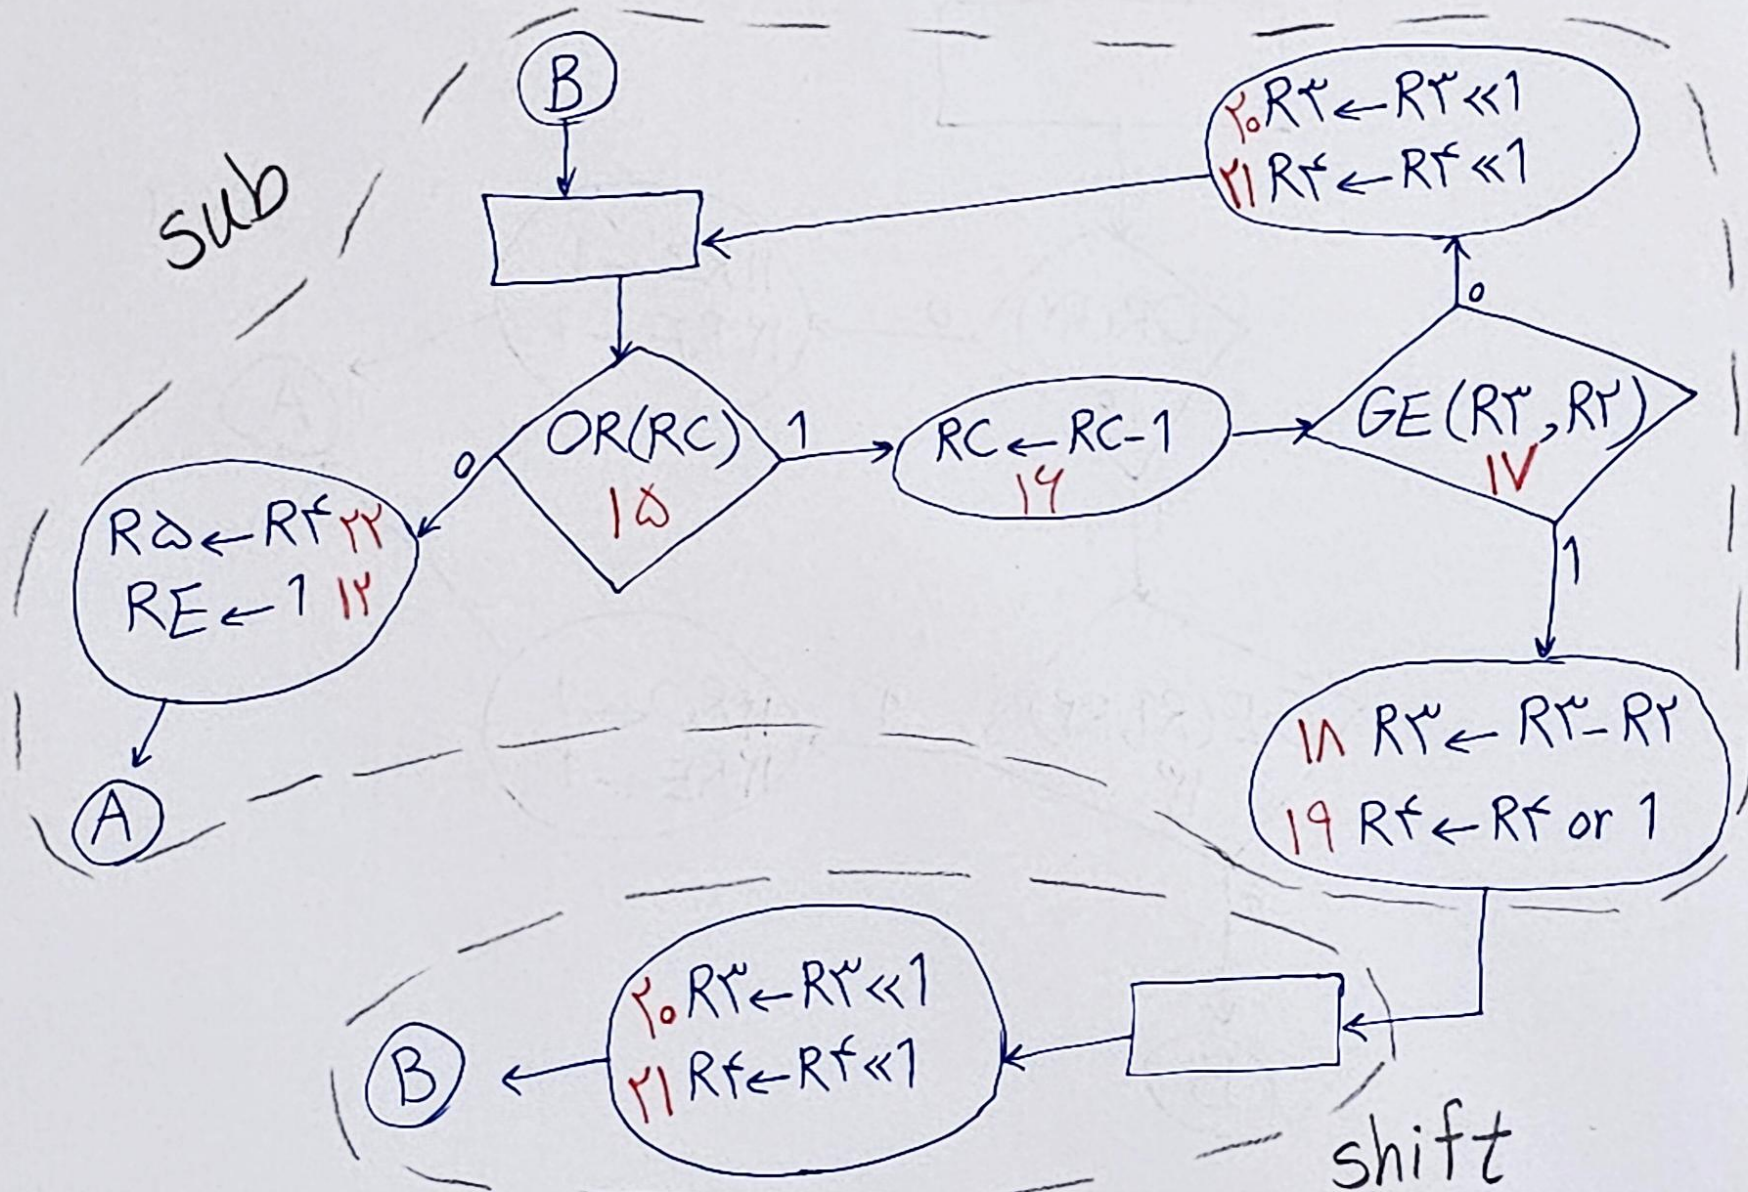 B
۲۰ R۳ ← R۳ << 1
۲۱ R۴ ← R۴ << 1
sub
0
OR(RC)
۱۵
1
0
RC ← RC-1
۱۶
GE(R۳, R۲)
۱۷
R۵ ← R۴ ۲۲
RE ← 1 ۱۲
1
A
۱۸ R۳ ← R۳ - R۲
۱۹ R۴ ← R۴ or 1
۲۰ R۳ ← R۳ << 1
۲۱ R۴ ← R۴ << 1
B
shift